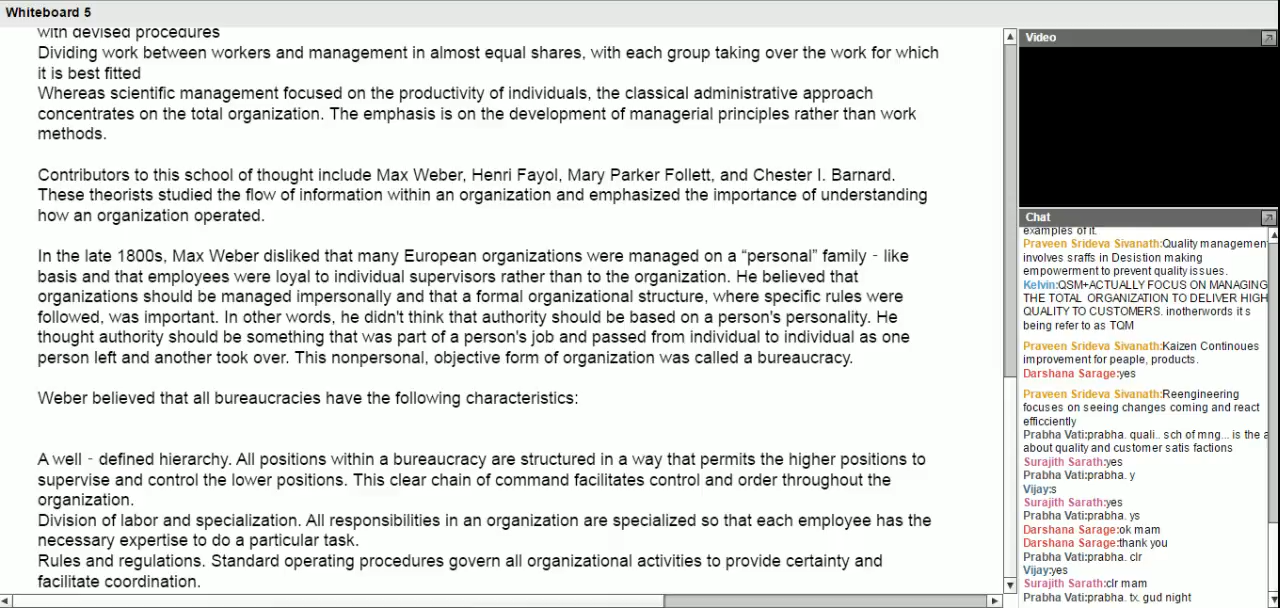 Whiteboard 5
with devised procedures
Dividing work between workers and management in almost equal shares, with each group taking over the work for which
it is best fitted
Whereas scientific management focused on the productivity of individuals, the classical administrative approach
concentrates on the total organization. The emphasis is on the development of managerial principles rather than work
methods.
Contributors to this school of thought include Max Weber, Henri Fayol, Mary Parker Follett, and Chester I. Barnard.
These theorists studied the flow of information within an organization and emphasized the importance of understanding
how an organization operated.
In the late 1800s, Max Weber disliked that many European organizations were managed on a “personal” family - like
basis and that employees were loyal to individual supervisors rather than to the organization. He believed that
organizations should be managed impersonally and that a formal organizational structure, where specific rules were
followed, was important. In other words, he didn't think that authority should be based on a person's personality. He
thought authority should be something that was part of a person's job and passed from individual to individual as one
person left and another took over. This nonpersonal, objective form of organization was called a bureaucracy.
Weber believed that all bureaucracies have the following characteristics:
A well - defined hierarchy. All positions within a bureaucracy are structured in a way that permits the higher positions to
supervise and control the lower positions. This clear chain of command facilitates control and order throughout the
organization.
Division of labor and specialization. All responsibilities in an organization are specialized so that each employee has the
necessary expertise to do a particular task.
Rules and regulations. Standard operating procedures govern all organizational activities to provide certainty and
facilitate coordination.
Video
Chat
examples of it.
Praveen Srideva Sivanath:Quality managemen
involves sraffs in Desistion making
empowerment to prevent quality issues.
Kelvin:QSM+ACTUALLY FOCUS ON MANAGING
THE TOTAL ORGANIZATION TO DELIVER HIGH
QUALITY TO CUSTOMERS. inotherwords it s
being refer to as TQM
Praveen Srideva Sivanath:Kaizen Continoues
improvement for peaple, products.
Darshana Sarage:yes
Praveen Srideva Sivanath:Reengineering
focuses on seeing changes coming and react
efficciently
Prabha Vati:prabha. quali.. sch of mng... is the a
about quality and customer satis factions
Surajith Sarath:yes
Prabha Vati:prabha. y
Vijay:s
Surajith Sarath:yes
Prabha Vati:prabha. ys
Darshana Sarage:ok mam
Darshana Sarage:thank you
Prabha Vati:prabha. clr
Vijay:yes
Surajith Sarath:clr mam
Prabha Vati:prabha. tx. gud night